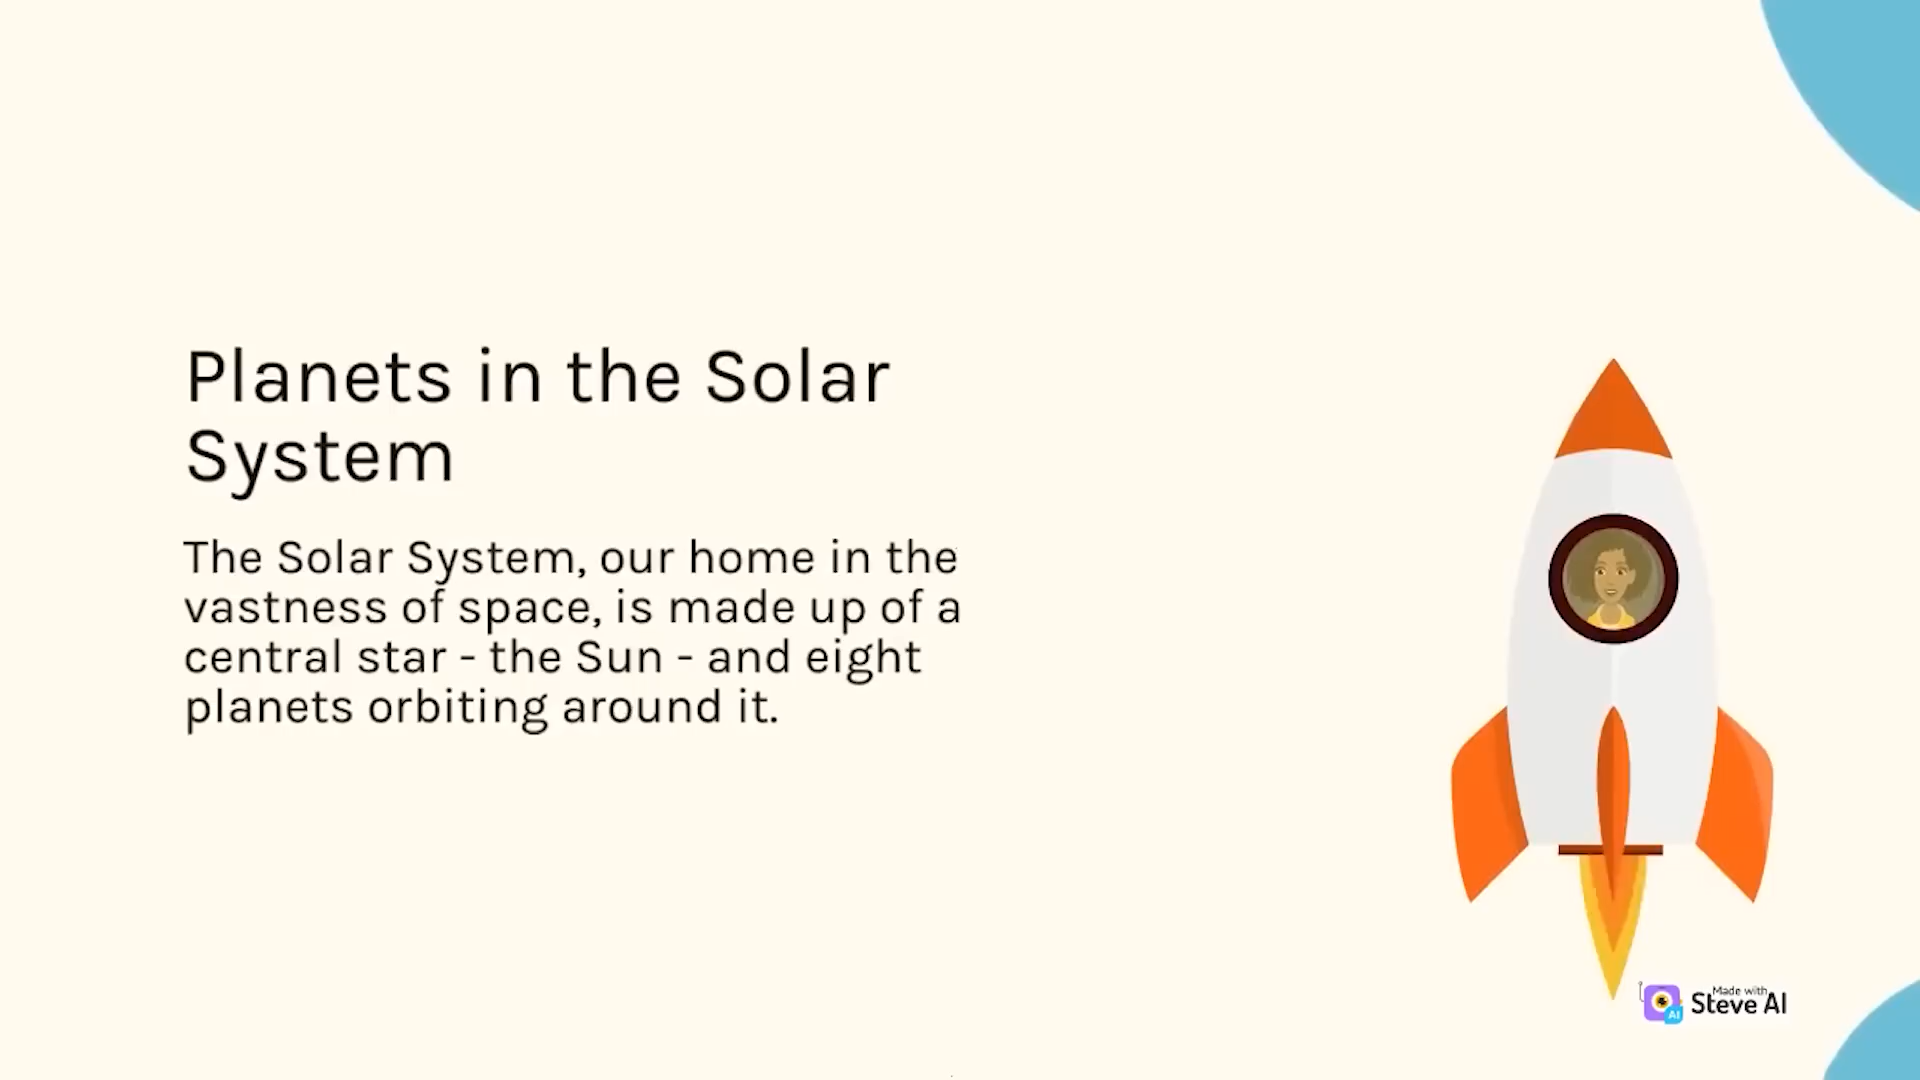 Planets in the Solar
System
The Solar System, our home in the
vastness of space, is made up of a
central star - the Sun - and eight
planets orbiting around it.
Made with
Steve AI
AI